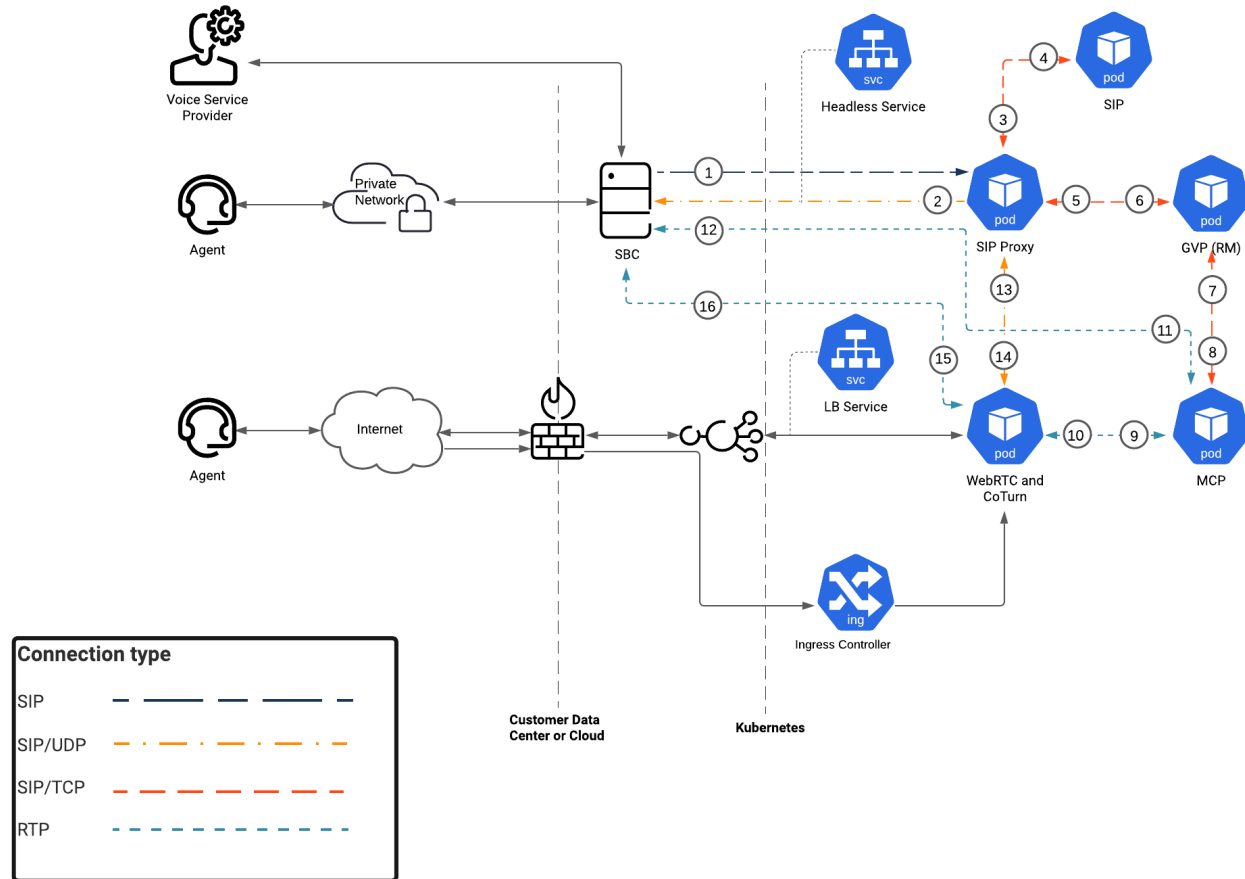 svc
Headless Service
4
pod
SIP
Voice Service
Provider
3
1
Private
Network
2
5
6
pod
SIP Proxy
pod
GVP (RM)
Agent
SBC
12
13
7
16
11
svc
LB Service
15
14
8
Internet
10
9
pod
WebRTC and
CoTurn
pod
MCP
Agent
ing
Ingress Controller
Connection type
SIP
SIP/UDP
SIP/TCP
RTP
Customer Data
Center or Cloud
Kubernetes